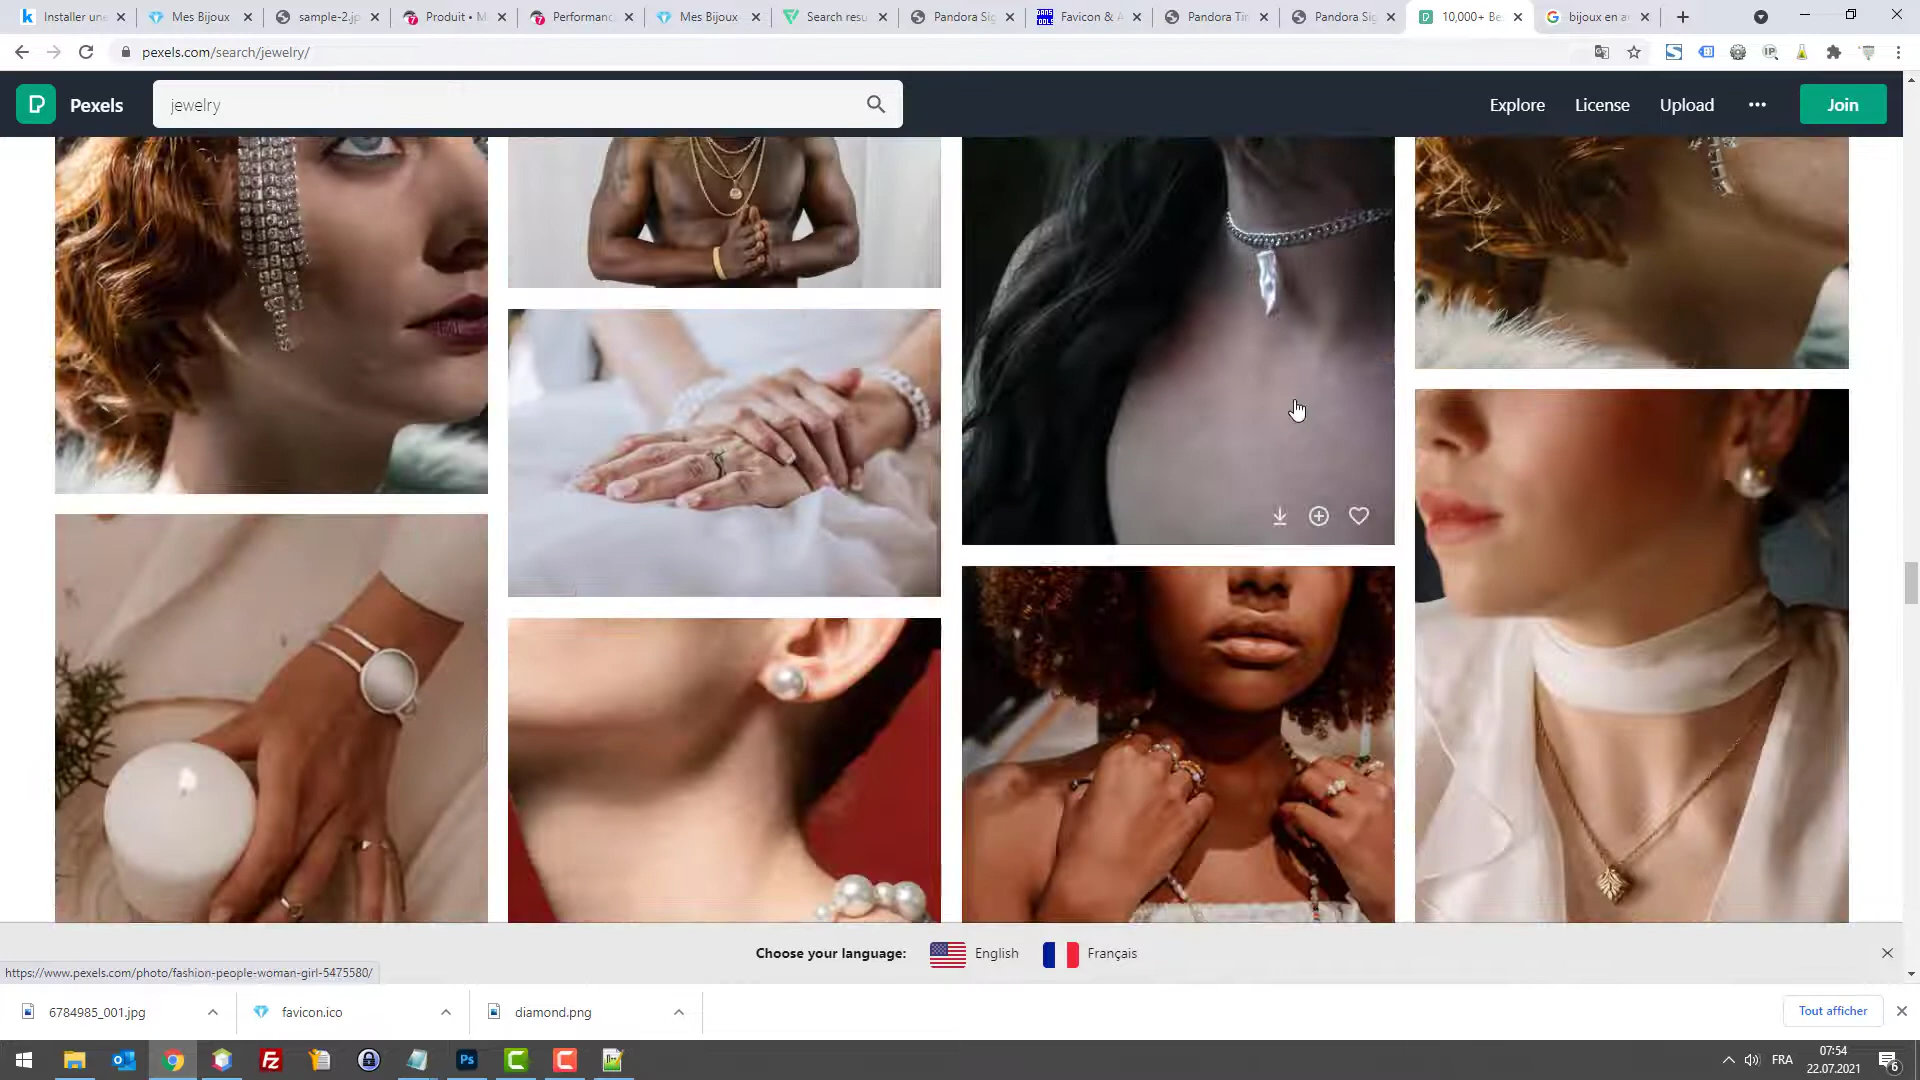 Installer une
Mes Bijoux
sample-2.jp
Produit • M
Performanc
Mes Bijoux
Search resu
Pandora Sig
Favicon & A
Pandora Tin
Pandora Sig
10,000+ Be
bijoux en a
pexels.com/search/jewelry/
Pexels
jewelry
Explore
License
Upload
Join
Choose your language:
English
Français
https://www.pexels.com/photo/fashion-people-woman-girl-5475580/
6784985_001.jpg
favicon.ico
diamond.png
Tout afficher
FRA
07:54
22.07.2021
6